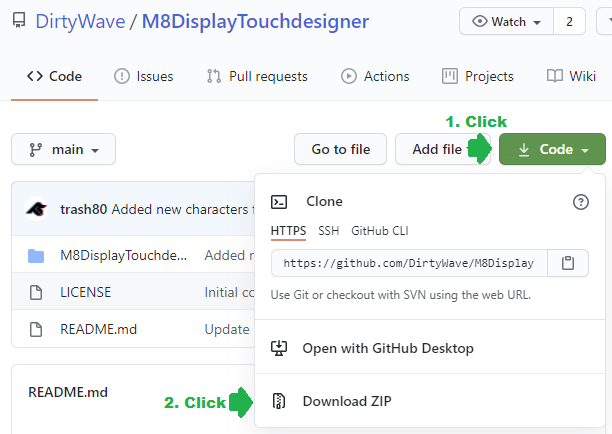 DirtyWave / M8DisplayTouchdesigner
Watch 2
Code Issues Pull requests Actions Projects Wiki
1. Click
main Go to file Add file Code
trash80 Added new characters f
M8DisplayTouchde... Added n
LICENSE Initial co
README.md Update
Clone
HTTPS SSH GitHub CLI
https://github.com/DirtyWave/M8Display
Use Git or checkout with SVN using the web URL.
Open with GitHub Desktop
README.md
2. Click Download ZIP